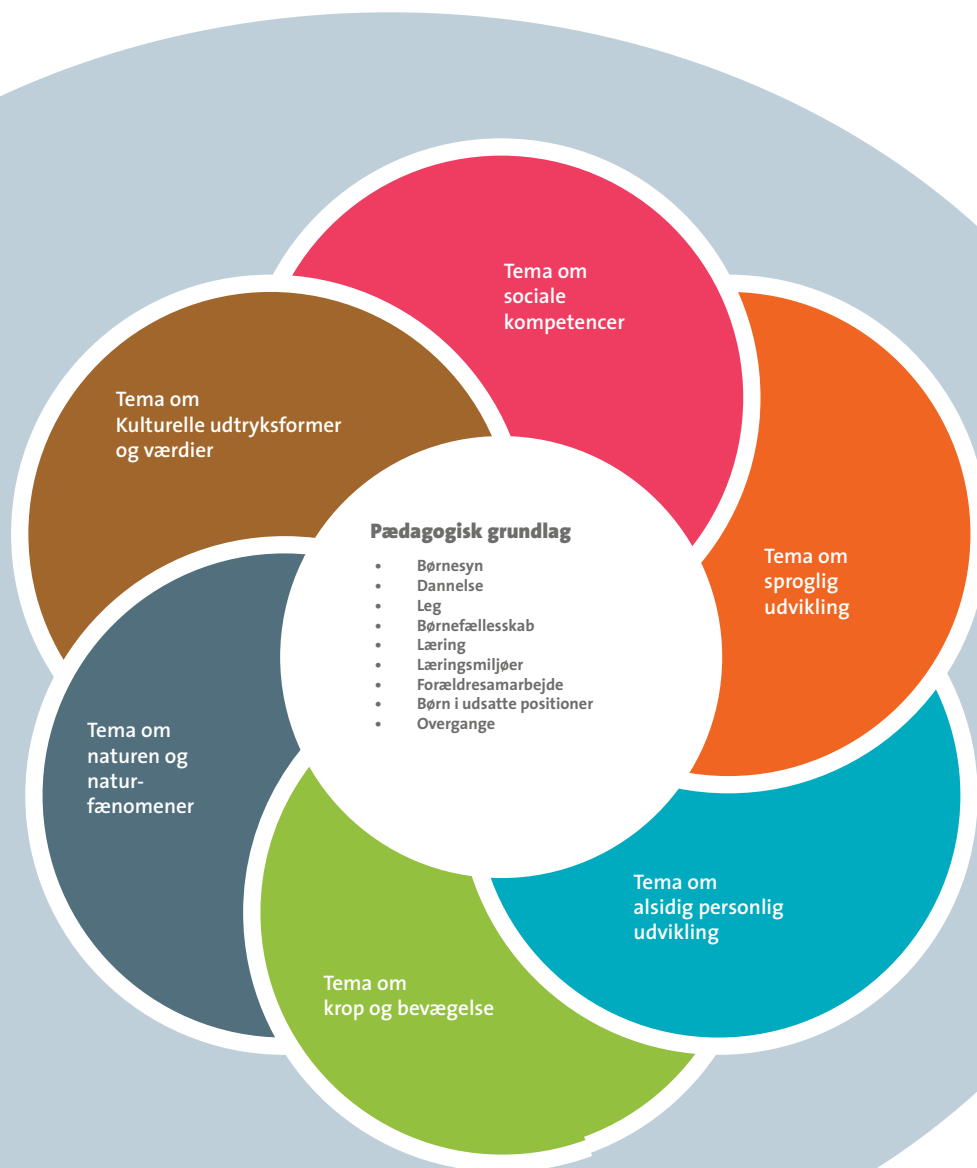 Tema om
sociale
kompetencer
Tema om
Kulturelle udtryksformer
og værdier
Pædagogisk grundlag
• Børnesyn
• Dannelse
• Leg
• Børnefællesskab
• Læring
• Læringsmiljøer
• Forældresamarbejde
• Børn i udsatte positioner
• Overgange
Tema om
sproglig
udvikling
Tema om
naturen og
natur-
fænomener
Tema om
alsidig personlig
udvikling
Tema om
krop og bevægelse